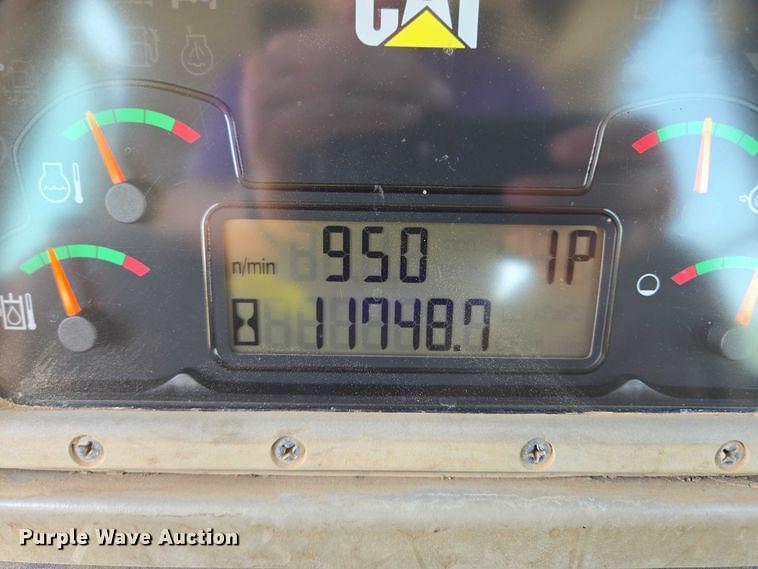 CAT
n/min 950 1P
11748.7
Purple Wave Auction